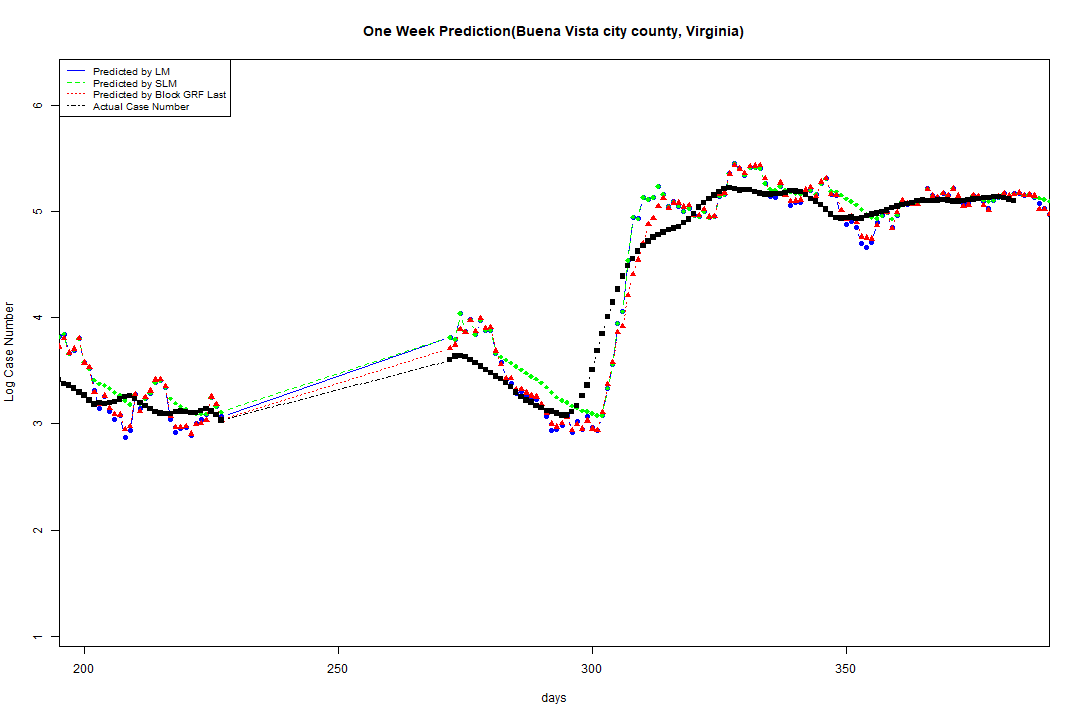 One Week Prediction(Buena Vista city county, Virginia)
Predicted by LM
Predicted by SLM
Predicted by Block GRF Last
Actual Case Number
6
5
4
3
2
1
Log Case Number
200 250 300 350
days